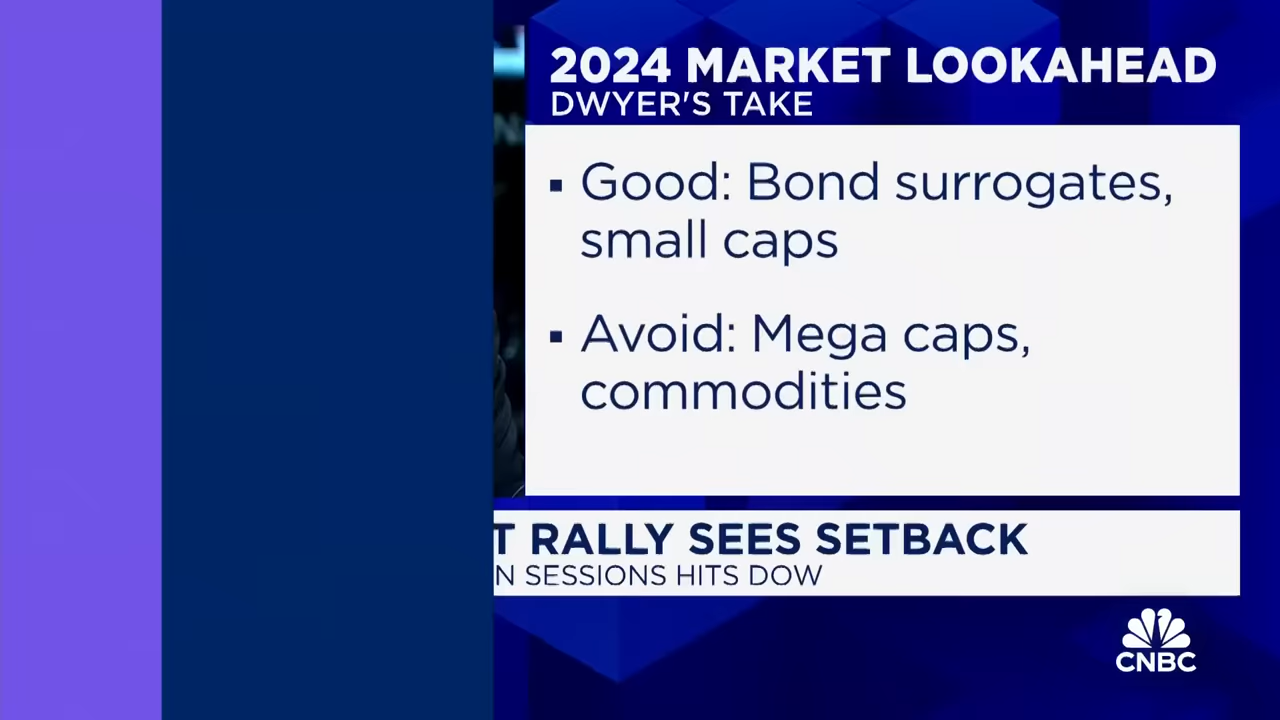 2024 MARKET LOOKAHEAD
DWYER'S TAKE
▪ Good: Bond surrogates,
small caps
▪ Avoid: Mega caps,
commodities
T RALLY SEES SETBACK
N SESSIONS HITS DOW
CNBC